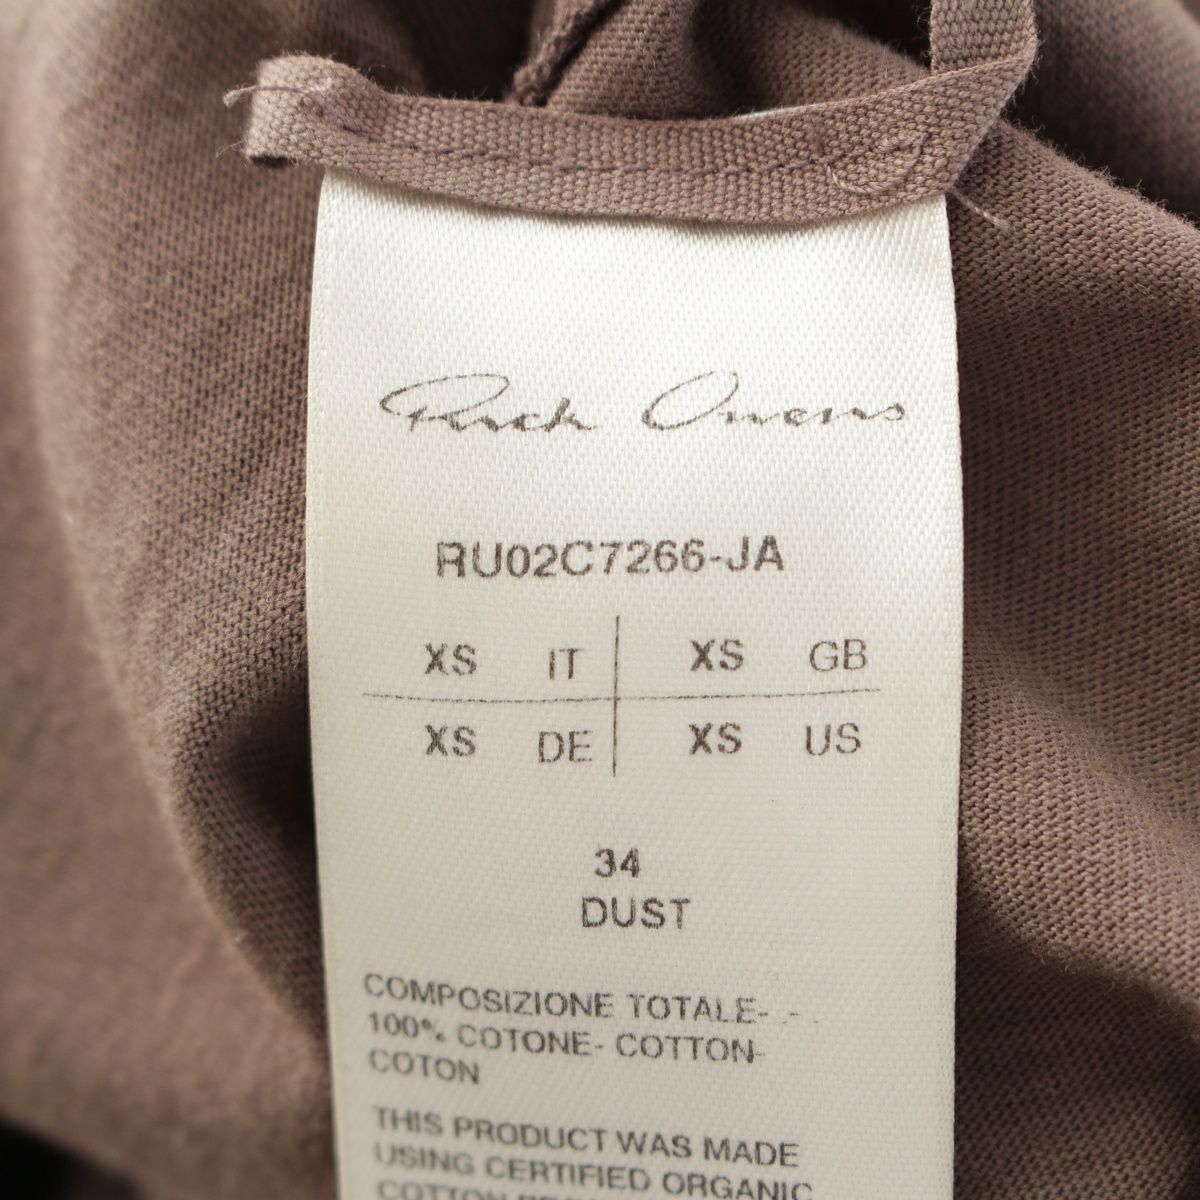 Rick Owens
RU02C7266-JA
XS IT XS GB
XS DE XS US
34
DUST
COMPOSIZIONE TOTALE- - -
100% COTONE- COTTON-
COTON
THIS PRODUCT WAS MADE
USING CERTIFIED ORGANIC
COTTON